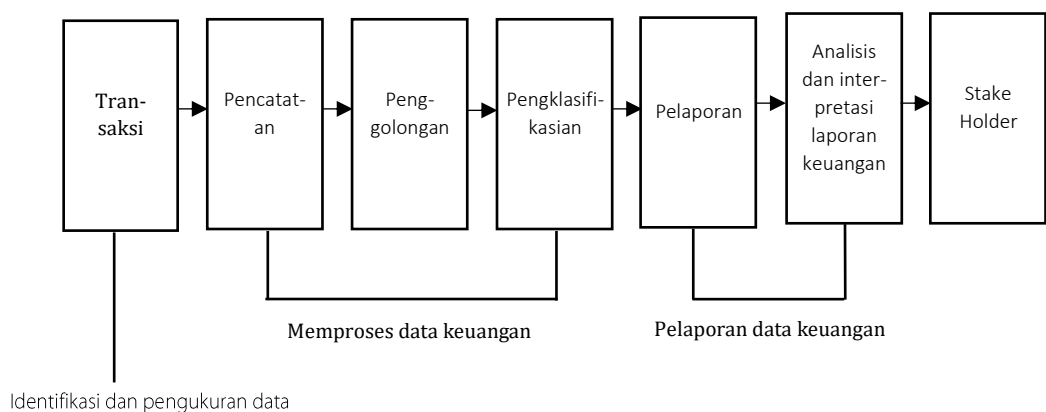 Tran-
saksi
Pencatat-
an
Peng-
golongan
Pengklasifi-
kasian
Pelaporan
Analisis
dan inter-
pretasi
laporan
keuangan
Stake
Holder
Memproses data keuangan
Pelaporan data keuangan
Identifikasi dan pengukuran data